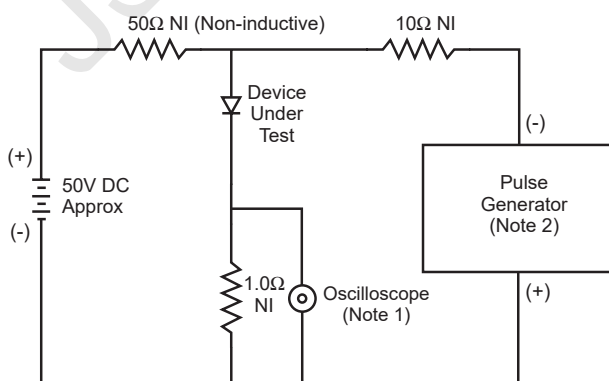 50Ω NI (Non-inductive)
10Ω NI
Device
Under
Test
(+)
50V DC
Approx
(-)
(-)
Pulse
Generator
(Note 2)
(+)
1.0Ω
NI
Oscilloscope
(Note 1)